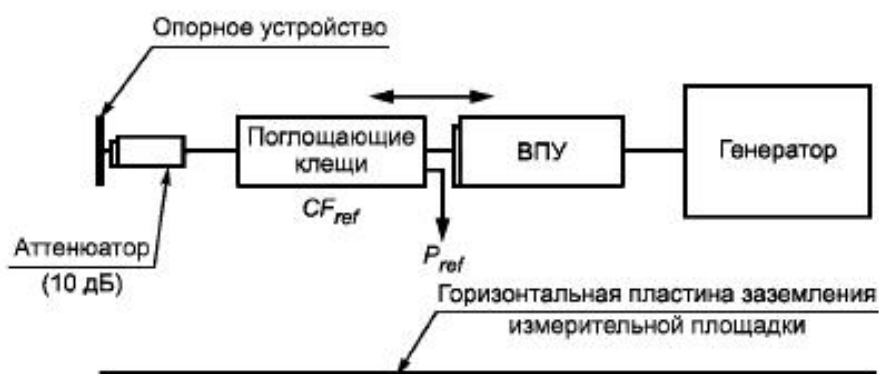 Опорное устройство
Поглощающие
клещи
ВПУ
Генератор
CFref
Аттенюатор
(10 дБ)
Pref
Горизонтальная пластина заземления
измерительной площадки